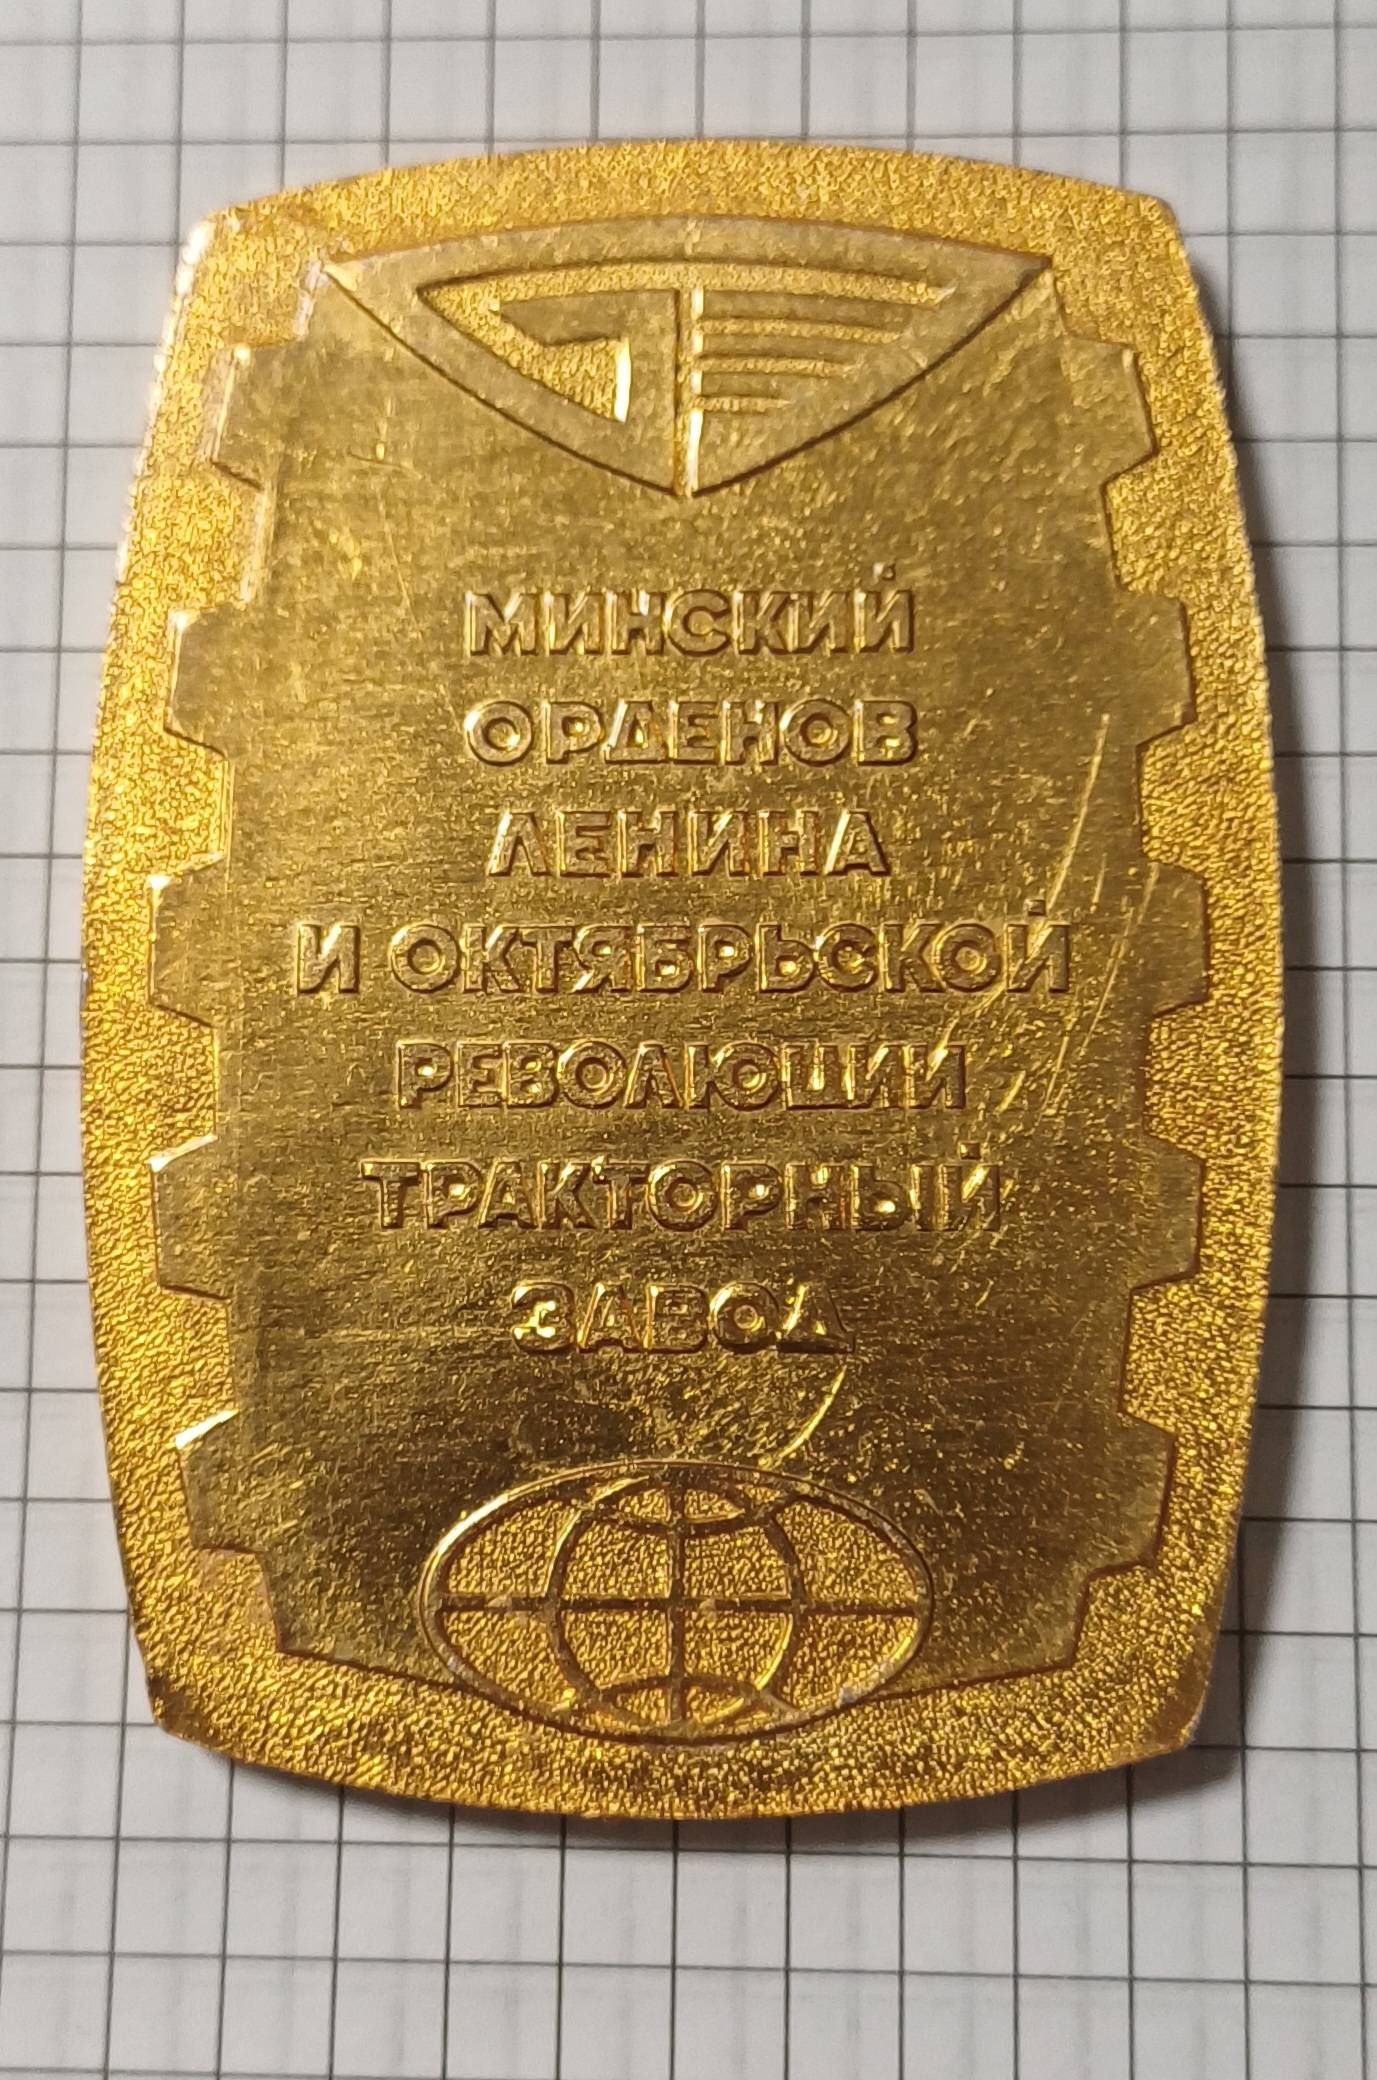 МИНСКИЙ
ОРДЕНОВ
ЛЕНИНА
И ОКТЯБРЬСКОЙ
РЕВОЛЮЦИИ
ТРАКТОРНЫЙ
ЗАВОД